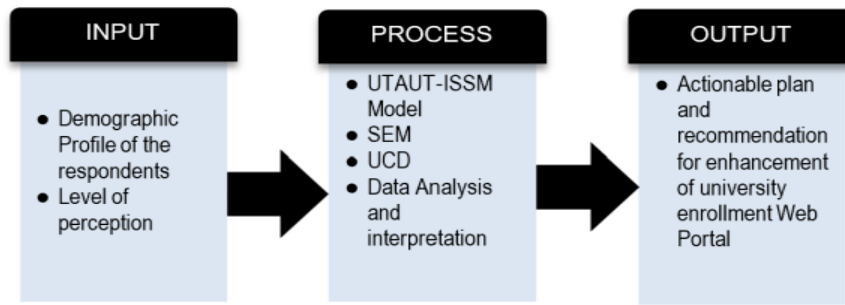 INPUT
● Demographic
Profile of the
respondents
● Level of
perception
PROCESS
● UTAUT-ISSM
Model
● SEM
● UCD
● Data Analysis
and
interpretation
OUTPUT
● Actionable plan
and
recommendation
for enhancement
of university
enrollment Web
Portal